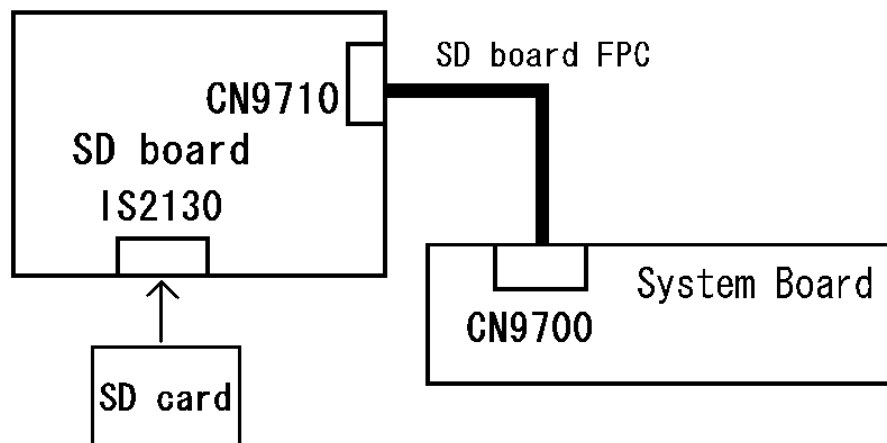 SD board FPC
CN9710
SD board
IS2130
System Board
CN9700
SD card